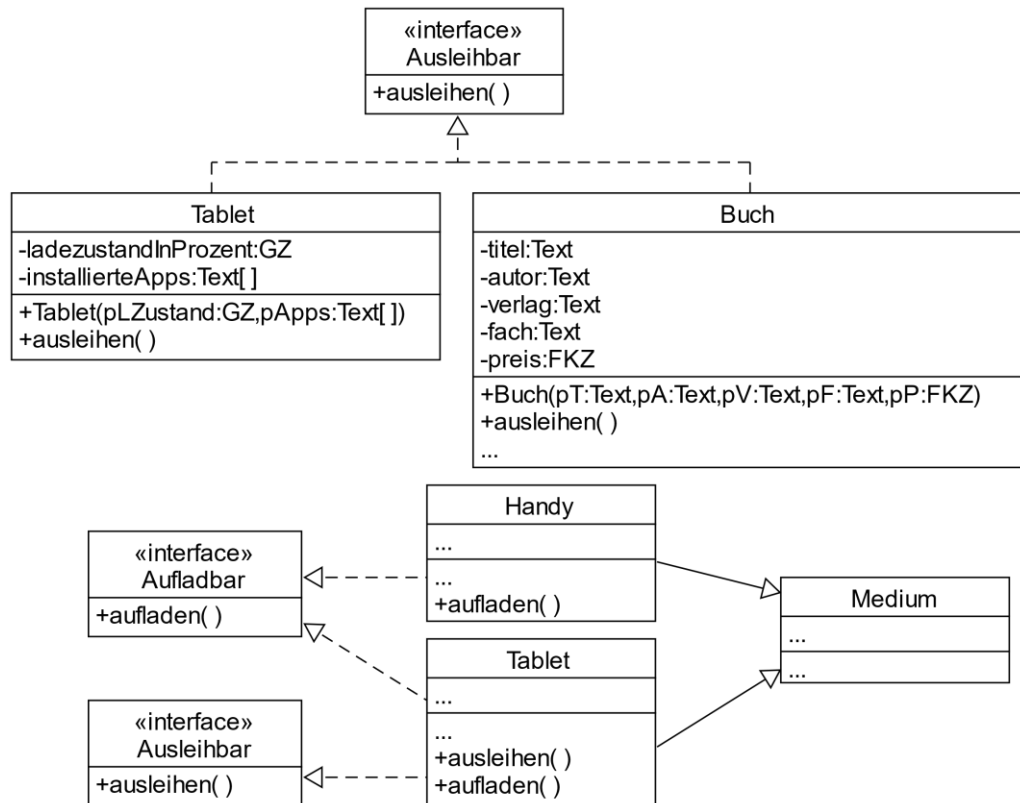 «interface»
Ausleihbar
+ausleihen( )
Tablet
-ladezustandInProzent:GZ
-installierteApps:Text[ ]
+Tablet(pLZustand:GZ,pApps:Text[ ])
+ausleihen( )
Buch
-titel:Text
-autor:Text
-verlag:Text
-fach:Text
-preis:FKZ
+Buch(pT:Text,pA:Text,pV:Text,pF:Text,pP:FKZ)
+ausleihen( )
...
«interface»
Aufladbar
+aufladen( )
Handy
...
...
+aufladen( )
Medium
...
...
«interface»
Ausleihbar
+ausleihen( )
Tablet
...
...
+ausleihen( )
+aufladen( )